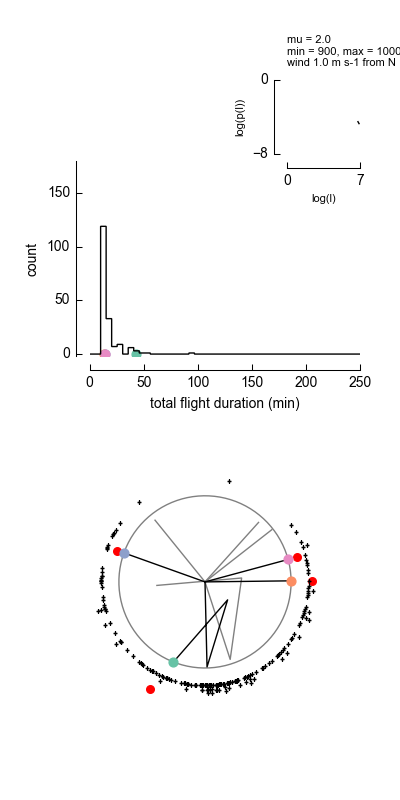 mu = 2.0
min = 900, max = 1000
wind 1.0 m s-1 from N
0
log(p(l))
−8
0 7
log(l)
150
100
50
0
count
0 50 100 150 200 250
total flight duration (min)